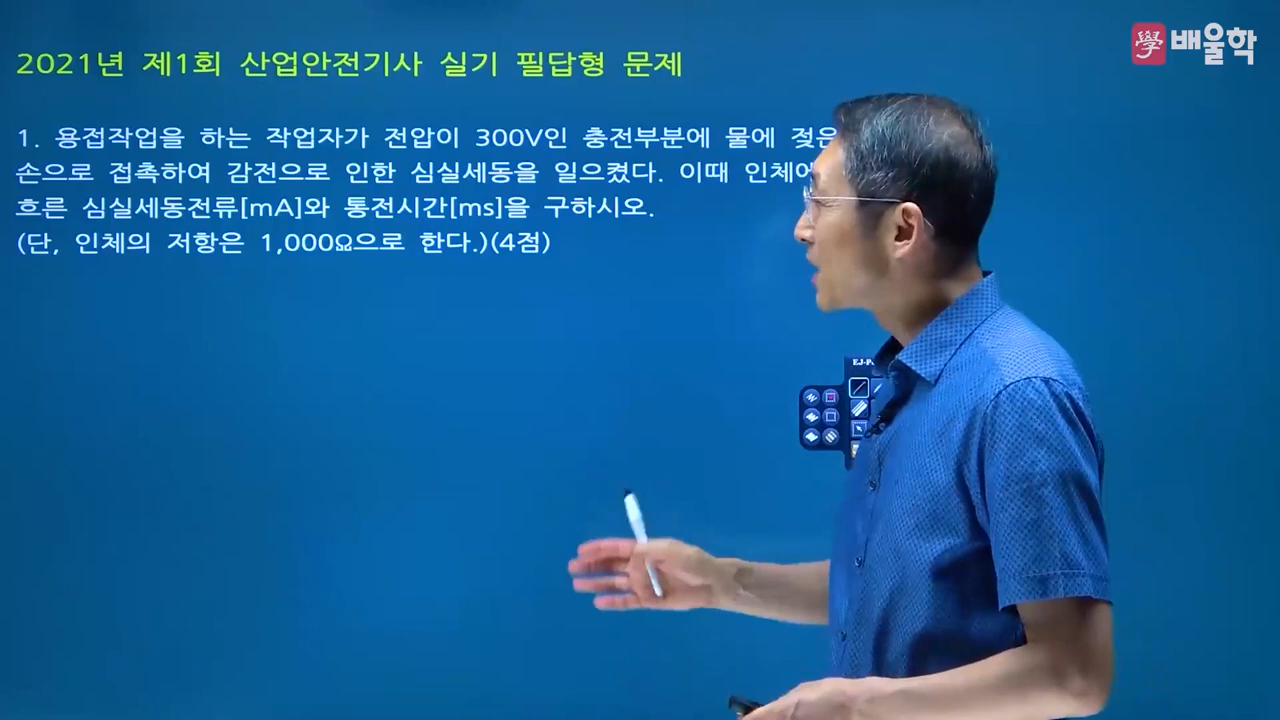 學 배울학
2021년 제1회 산업안전기사 실기 필답형 문제
1. 용접작업을 하는 작업자가 전압이 300V인 충전부분에 물에 젖은
손으로 접촉하여 감전으로 인한 심실세동을 일으켰다. 이때 인체에
흐른 심실세동전류[mA]와 통전시간[ms]을 구하시오.
(단, 인체의 저항은 1,000Ω으로 한다.)(4점)